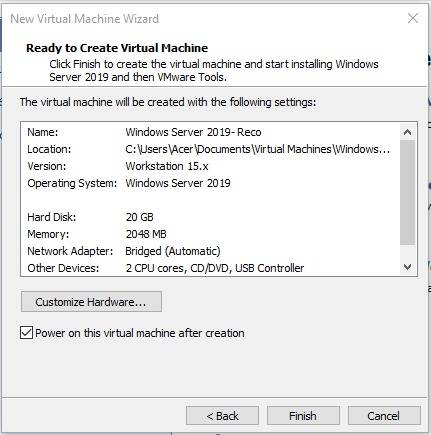 New Virtual Machine Wizard
Ready to Create Virtual Machine
Click Finish to create the virtual machine and start installing Windows
Server 2019 and then VMware Tools.
The virtual machine will be created with the following settings:
Name: Windows Server 2019- Reco
Location: C:\Users\Acer\Documents\Virtual Machines\Windows...
Version: Workstation 15.x
Operating System: Windows Server 2019
Hard Disk: 20 GB
Memory: 2048 MB
Network Adapter: Bridged (Automatic)
Other Devices: 2 CPU cores, CD/DVD, USB Controller
Customize Hardware...
Power on this virtual machine after creation
< Back Finish Cancel